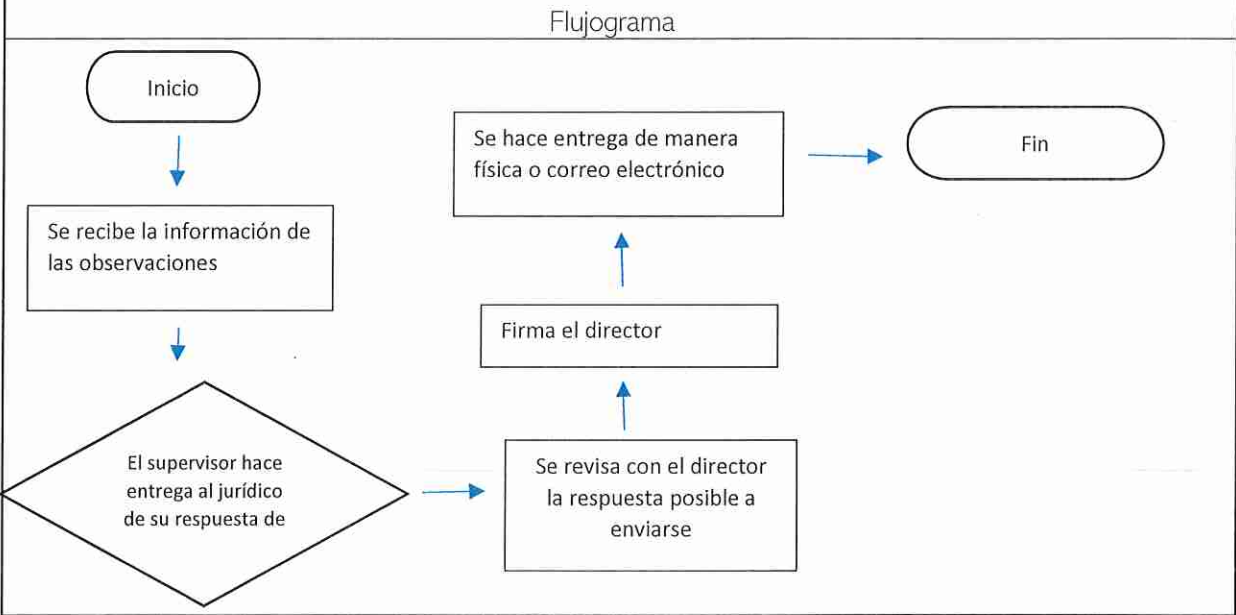 Flujograma
Inicio
Se recibe la información de
las observaciones
El supervisor hace
entrega al jurídico
de su respuesta de
Se revisa con el director
la respuesta posible a
enviarse
Firma el director
Se hace entrega de manera
física o correo electrónico
Fin